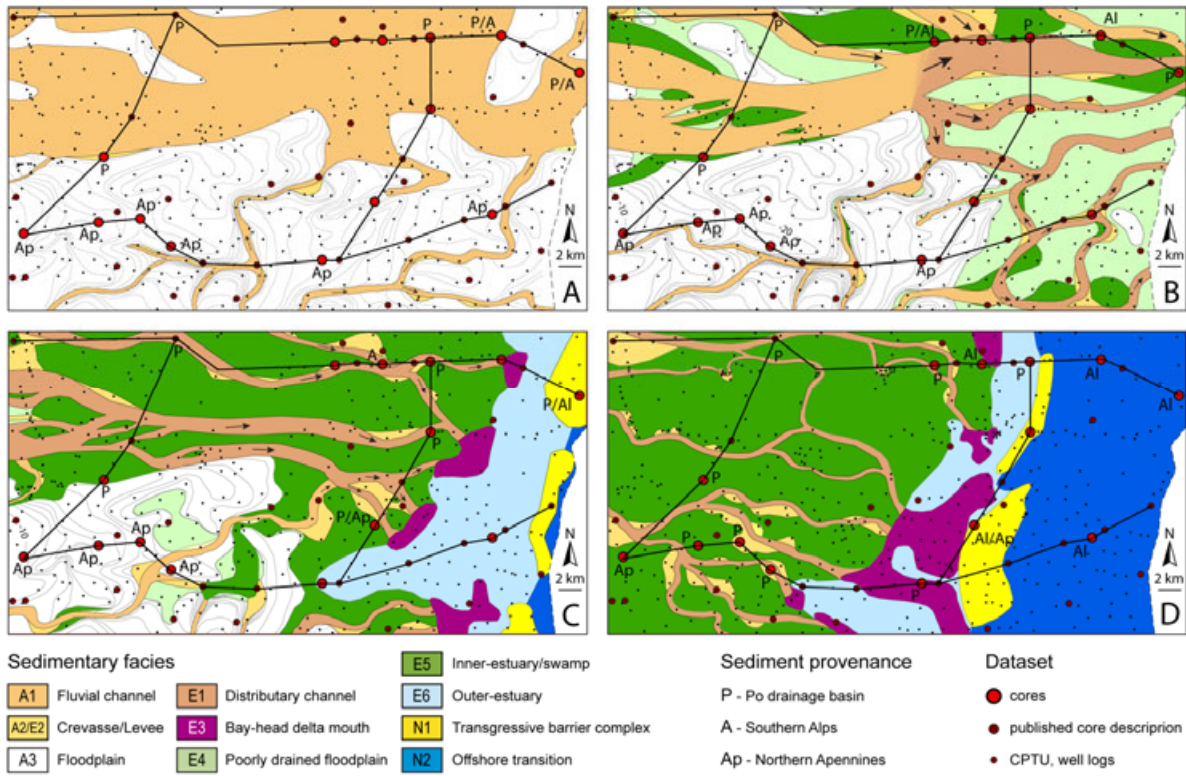 P
P
P/A
P/A
P
Ap
Ap
Ap
Ap
Ap
Ap
N
2 km
A
P
P/Al
P
Al
P
P
-10
Ap
Ap
Ap
-20
Ap
Ap
N
2 km
B
P
A
P
P/Al
P
P
P/Ap
Ap
Ap
Ap
Ap
N
2 km
C
P
P
Al
P
Al
Al
P
P
P
Ap
P
P
Al/Ap
Al
N
2 km
D
Sedimentary facies
A1 Fluvial channel
A2/E2 Crevasse/Levee
A3 Floodplain
E1 Distributary channel
E3 Bay-head delta mouth
E4 Poorly drained floodplain
E5 Inner-estuary/swamp
E6 Outer-estuary
N1 Transgressive barrier complex
N2 Offshore transition
Sediment provenance
P - Po drainage basin
A - Southern Alps
Ap - Northern Apennines
Dataset
cores
published core descriprion
CPTU, well logs